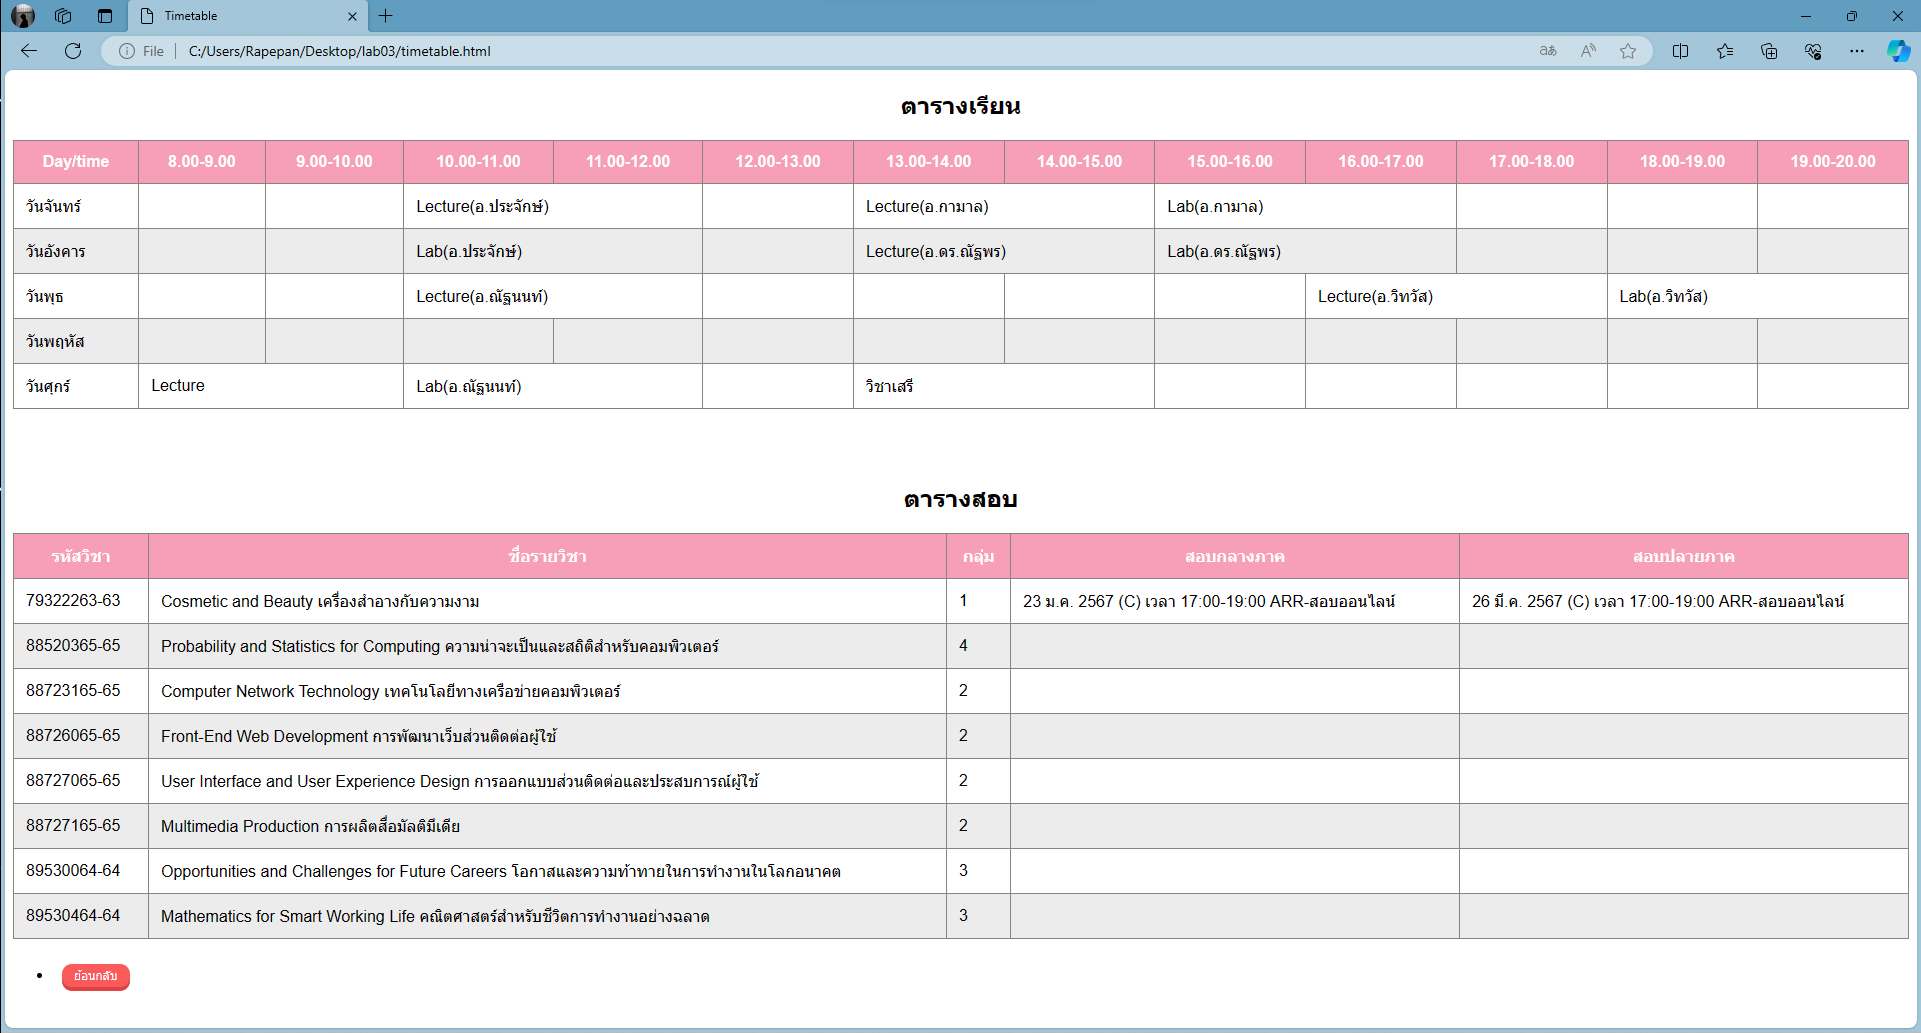 Timetable
File
C:/Users/Rapepan/Desktop/lab03/timetable.html
ตารางเรียน
Day/time 8.00-9.00 9.00-10.00 10.00-11.00 11.00-12.00 12.00-13.00 13.00-14.00 14.00-15.00 15.00-16.00 16.00-17.00 17.00-18.00 18.00-19.00 19.00-20.00
วันจันทร์ Lecture(อ.ประจักษ์) Lecture(อ.กามาล) Lab(อ.กามาล)
วันอังคาร Lab(อ.ประจักษ์) Lecture(อ.ดร.ณัฐพร) Lab(อ.ดร.ณัฐพร)
วันพุธ Lecture(อ.ณัฐนนท์) Lecture(อ.วิทวัส) Lab(อ.วิทวัส)
วันพฤหัส
วันศุกร์ Lecture Lab(อ.ณัฐนนท์) วิชาเสรี
ตารางสอบ
รหัสวิชา ชื่อรายวิชา กลุ่ม สอบกลางภาค สอบปลายภาค
79322263-63 Cosmetic and Beauty เครื่องสำอางกับความงาม 1 23 ม.ค. 2567 (C) เวลา 17:00-19:00 ARR-สอบออนไลน์ 26 มี.ค. 2567 (C) เวลา 17:00-19:00 ARR-สอบออนไลน์
88520365-65 Probability and Statistics for Computing ความน่าจะเป็นและสถิติสำหรับคอมพิวเตอร์ 4
88723165-65 Computer Network Technology เทคโนโลยีทางเครือข่ายคอมพิวเตอร์ 2
88726065-65 Front-End Web Development การพัฒนาเว็บส่วนติดต่อผู้ใช้ 2
88727065-65 User Interface and User Experience Design การออกแบบส่วนติดต่อและประสบการณ์ผู้ใช้ 2
88727165-65 Multimedia Production การผลิตสื่อมัลติมีเดีย 2
89530064-64 Opportunities and Challenges for Future Careers โอกาสและความท้าทายในการทำงานในโลกอนาคต 3
89530464-64 Mathematics for Smart Working Life คณิตศาสตร์สำหรับชีวิตการทำงานอย่างฉลาด 3
ย้อนกลับ